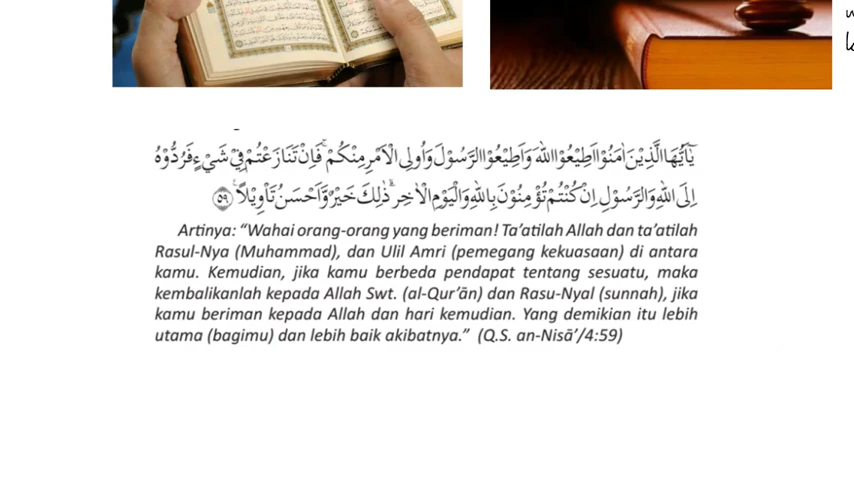 يٰٓاَيُّهَا الَّذِيْنَ اٰمَنُوْٓا اَطِيْعُوا اللّٰهَ وَاَطِيْعُوا الرَّسُوْلَ وَاُولِى الْاَمْرِ مِنْكُمْۚ فَاِنْ تَنَازَعْتُمْ فِيْ شَيْءٍ فَرُدُّوْهُ
اِلَى اللّٰهِ وَالرَّسُوْلِ اِنْ كُنْتُمْ تُؤْمِنُوْنَ بِاللّٰهِ وَالْيَوْمِ الْاٰخِرِۗ ذٰلِكَ خَيْرٌ وَّاَحْسَنُ تَأْوِيْلًا ࣖ ٥٩
Artinya: “Wahai orang-orang yang beriman! Ta’atilah Allah dan ta’atilah
Rasul-Nya (Muhammad), dan Ulil Amri (pemegang kekuasaan) di antara
kamu. Kemudian, jika kamu berbeda pendapat tentang sesuatu, maka
kembalikanlah kepada Allah Swt. (al-Qur’ān) dan Rasu-Nyal (sunnah), jika
kamu beriman kepada Allah dan hari kemudian. Yang demikian itu lebih
utama (bagimu) dan lebih baik akibatnya.” (Q.S. an-Nisā’/4:59)